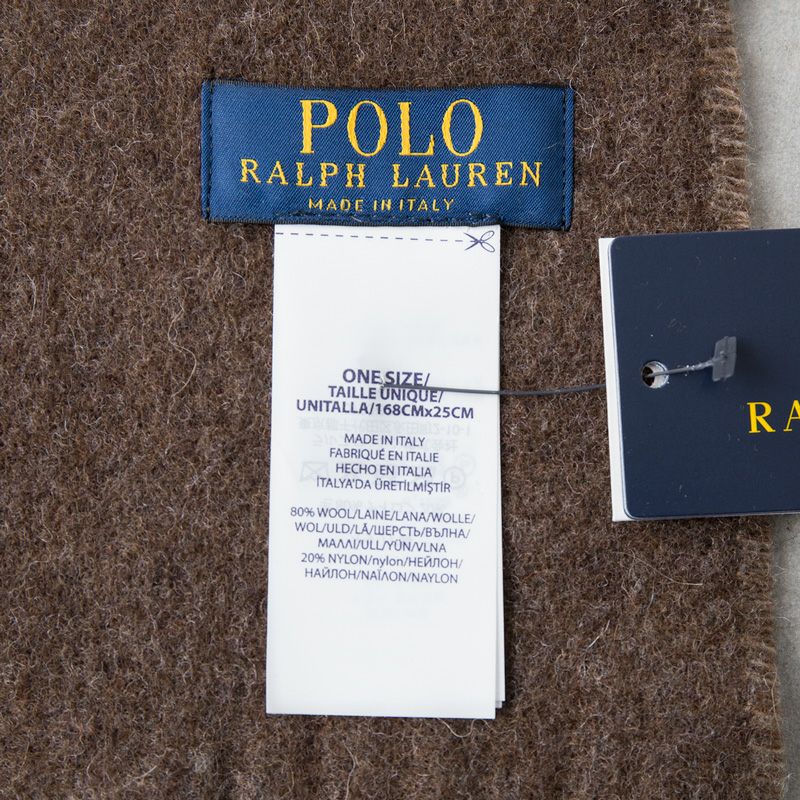 POLO
RALPH LAUREN
MADE IN ITALY
ONE SIZE/
TAILLE UNIQUE/
UNITALLA/168CMx25CM
MADE IN ITALY
FABRIQUÉ EN ITALIE
HECHO EN ITALIA
İTALYA'DA ÜRETİLMİŞTİR
80% WOOL/LAINE/LANA/WOLLE/
WOL/ULD/LÃ/ШЕРСТЬ/ВЪЛНА/
ΜΑΛΛΙ/ULL/YÜN/VLNA
20% NYLON/nylon/НЕЙЛОН/
НАЙЛОН/ΝΑΪΛΟΝ/NAYLON
RA